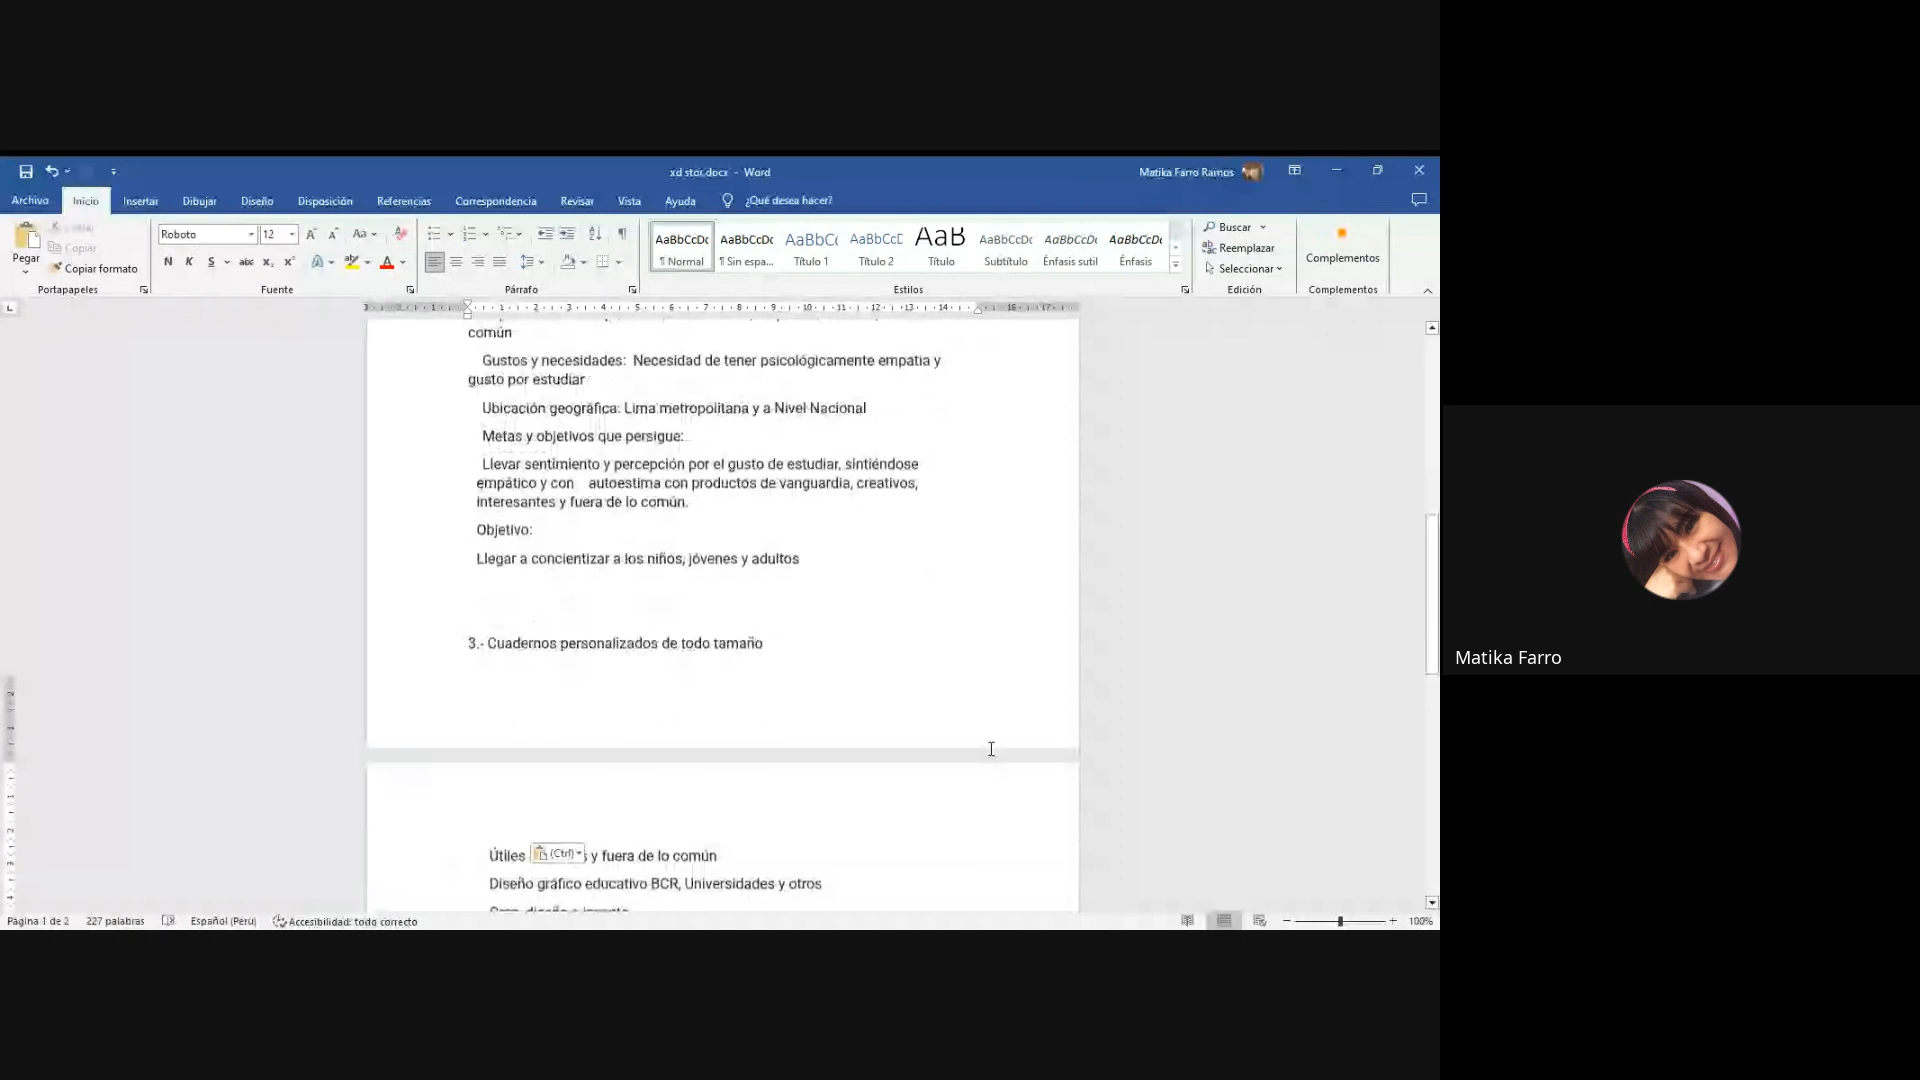 xd star.docx - Word
Matika Farro Ramos
Archivo
Inicio
Insertar
Dibujar
Diseño
Disposición
Referencias
Correspondencia
Revisar
Vista
Ayuda
¿Qué desea hacer?
Pegar
Copiar
Copiar formato
Portapapeles
Roboto
12
N K S abc x₂ x²
Fuente
Párrafo
AaBbCcDc
¶ Normal
AaBbCcDc
¶ Sin espa...
AaBbCc
Título 1
AaBbCcD
Título 2
AaB
Título
AaBbCcDc
Subtítulo
AaBbCcDc
Énfasis sutil
AaBbCcDc
Énfasis
Estilos
Buscar
Reemplazar
Seleccionar
Edición
Complementos
Complementos
común
Gustos y necesidades: Necesidad de tener psicológicamente empatia y
gusto por estudiar
Ubicación geográfica: Lima metropolitana y a Nivel Nacional
Metas y objetivos que persigue:
Llevar sentimiento y percepción por el gusto de estudiar, sintiéndose
empático y con autoestima con productos de vanguardia, creativos,
interesantes y fuera de lo común.
Objetivo:
Llegar a concientizar a los niños, jóvenes y adultos
3.- Cuadernos personalizados de todo tamaño
Útiles (Ctrl) y fuera de lo común
Diseño gráfico educativo BCR, Universidades y otros
Página 1 de 2
227 palabras
Español (Perú)
Accesibilidad: todo correcto
100%
Matika Farro